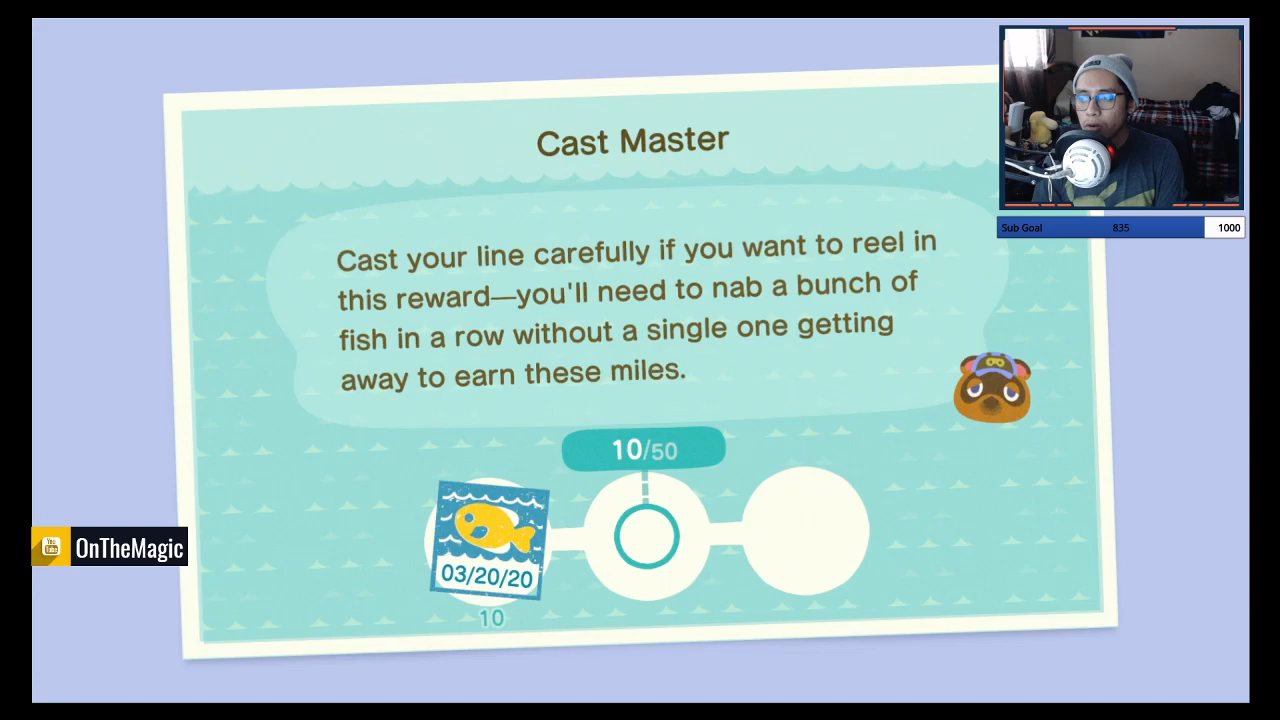 Cast Master
Cast your line carefully if you want to reel in
this reward—you'll need to nab a bunch of
fish in a row without a single one getting
away to earn these miles.
10/50
03/20/20
10
Sub Goal 835 1000
You Tube OnTheMagic